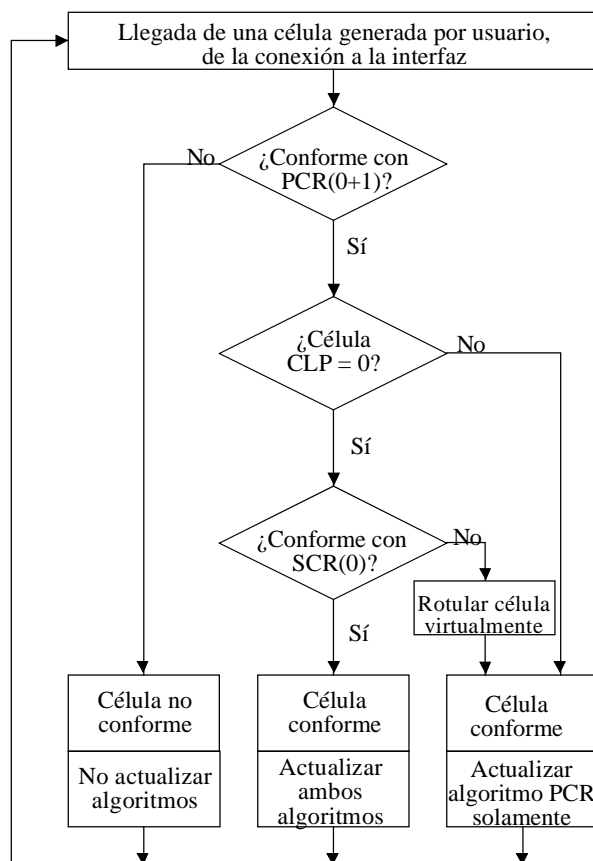 Llegada de una célula generada por usuario,
de la conexión a la interfaz
No
¿Conforme con
PCR(0+1)?
Sí
¿Célula
CLP = 0?
No
Sí
¿Conforme con
SCR(0)?
No
Rotular célula
virtualmente
Sí
Célula no
conforme
Célula
conforme
Célula
conforme
No actualizar
algoritmos
Actualizar
ambos
algoritmos
Actualizar
algoritmo PCR
solamente